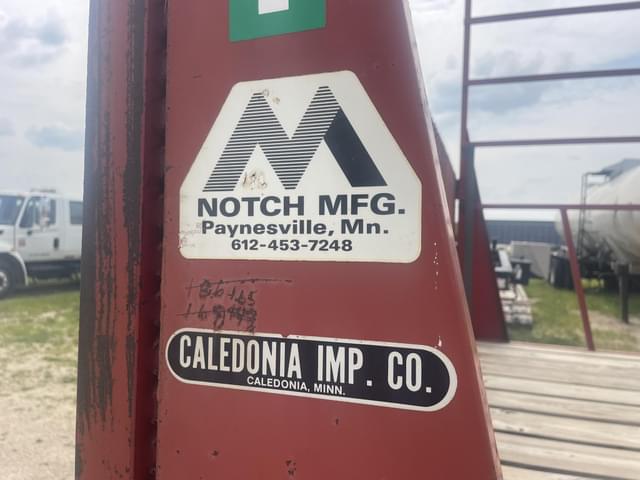 M
NOTCH MFG.
Paynesville, Mn.
612-453-7248
CALEDONIA IMP. CO.
CALEDONIA, MINN.